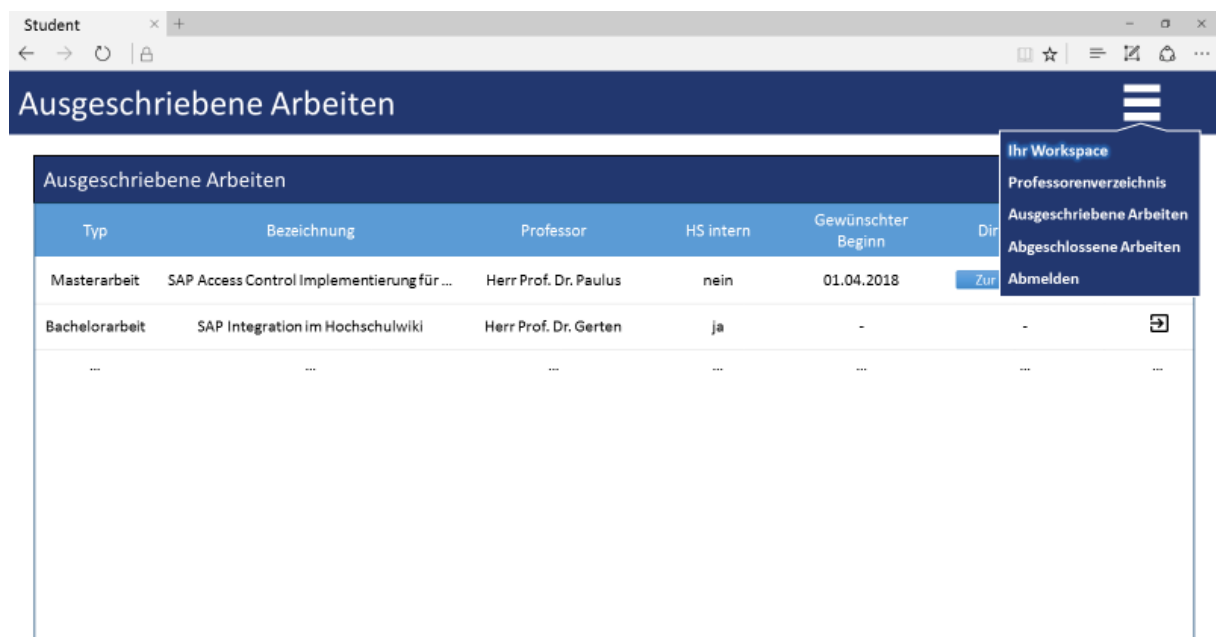 Student
Ausgeschriebene Arbeiten
Ihr Workspace
Professorenverzeichnis
Ausgeschriebene Arbeiten
Abgeschlossene Arbeiten
Abmelden
Ausgeschriebene Arbeiten
Typ Bezeichnung Professor HS intern Gewünschter Beginn Dir
Masterarbeit SAP Access Control Implementierung für ... Herr Prof. Dr. Paulus nein 01.04.2018 Zur
Bachelorarbeit SAP Integration im Hochschulwiki Herr Prof. Dr. Gerten ja - -
... ... ... ... ... ... ...